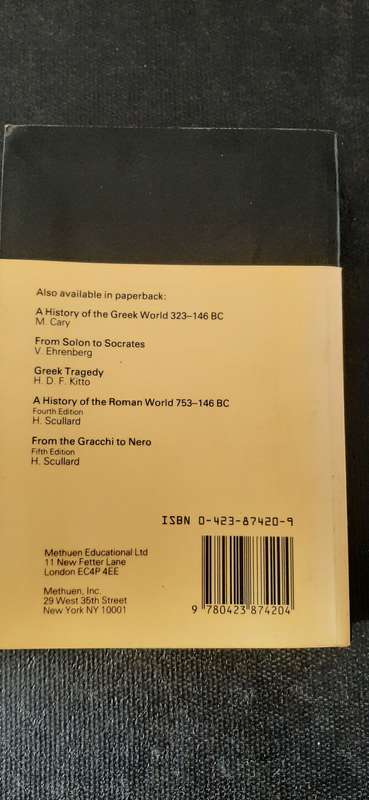 Also available in paperback:
A History of the Greek World 323–146 BC
M. Cary
From Solon to Socrates
V. Ehrenberg
Greek Tragedy
H. D. F. Kitto
A History of the Roman World 753–146 BC
Fourth Edition
H. Scullard
From the Gracchi to Nero
Fifth Edition
H. Scullard
ISBN 0-423-87420-9
Methuen Educational Ltd
11 New Fetter Lane
London EC4P 4EE
Methuen, Inc.
29 West 35th Street
New York NY 10001
9 780423 874204